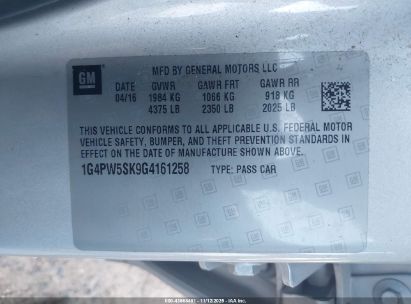 GM
MFD BY GENERAL MOTORS LLC
DATE GVWR GAWR FRT GAWR RR
04/16 1984 KG 1066 KG 918 KG
4375 LB 2350 LB 2025 LB
THIS VEHICLE CONFORMS TO ALL APPLICABLE U.S. FEDERAL MOTOR
VEHICLE SAFETY, BUMPER, AND THEFT PREVENTION STANDARDS IN
EFFECT ON THE DATE OF MANUFACTURE SHOWN ABOVE.
1G4PW5SK9G4161258 TYPE: PASS CAR